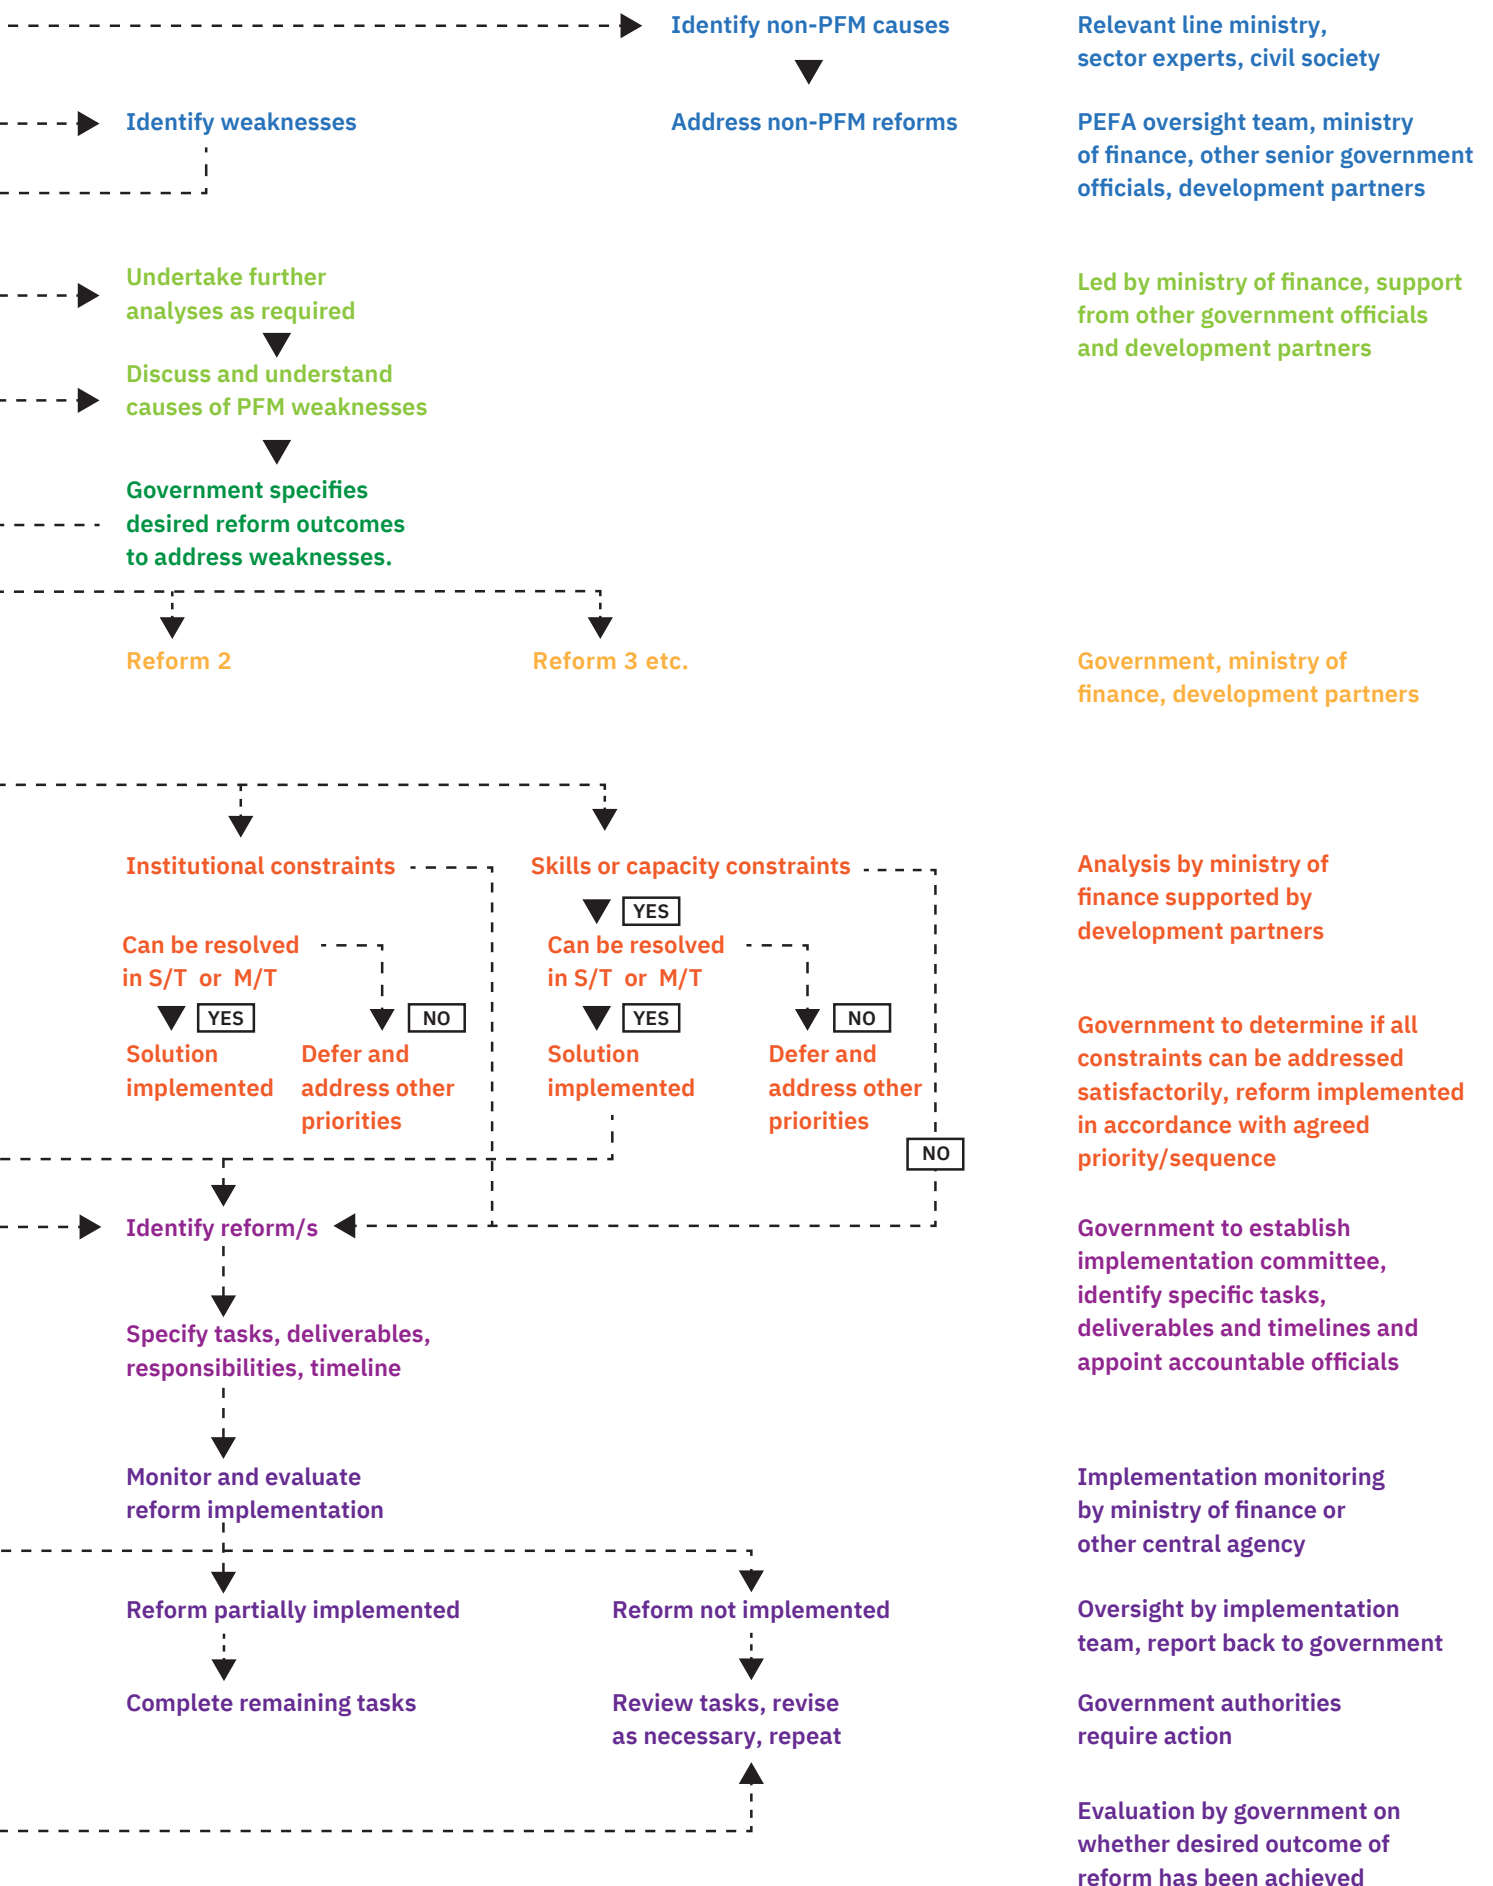 Identify non-PFM causes
Relevant line ministry,
sector experts, civil society
Identify weaknesses
Address non-PFM reforms
PEFA oversight team, ministry
of finance, other senior government
officials, development partners
Undertake further
analyses as required
Led by ministry of finance, support
from other government officials
and development partners
Discuss and understand
causes of PFM weaknesses
Government specifies
desired reform outcomes
to address weaknesses.
Reform 2
Reform 3 etc.
Government, ministry of
finance, development partners
Institutional constraints
Skills or capacity constraints
Analysis by ministry of
finance supported by
development partners
YES
Can be resolved
in S/T or M/T
Can be resolved
in S/T or M/T
YES
NO
YES
NO
Solution
implemented
Defer and
address other
priorities
Solution
implemented
Defer and
address other
priorities
Government to determine if all
constraints can be addressed
satisfactorily, reform implemented
in accordance with agreed
priority/sequence
NO
Identify reform/s
Government to establish
implementation committee,
identify specific tasks,
deliverables and timelines and
appoint accountable officials
Specify tasks, deliverables,
responsibilities, timeline
Monitor and evaluate
reform implementation
Implementation monitoring
by ministry of finance or
other central agency
Reform partially implemented
Reform not implemented
Oversight by implementation
team, report back to government
Complete remaining tasks
Review tasks, revise
as necessary, repeat
Government authorities
require action
Evaluation by government on
whether desired outcome of
reform has been achieved